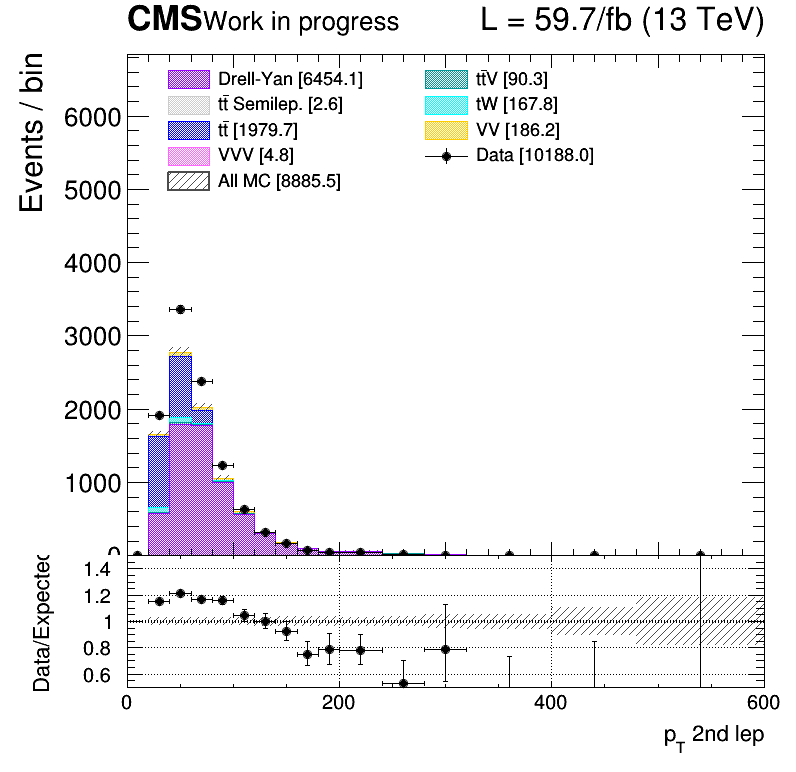 CMS Work in progress L = 59.7/fb (13 TeV)
Events / bin
Drell-Yan [6454.1]
tt̄ Semilep. [2.6]
tt̄ [1979.7]
VVV [4.8]
All MC [8885.5]
tt̄V [90.3]
tW [167.8]
VV [186.2]
Data [10188.0]
6000
5000
4000
3000
2000
1000
0
Data/Expected
1.4
1.2
1
0.8
0.6
0 200 400 600
p_T 2nd lep